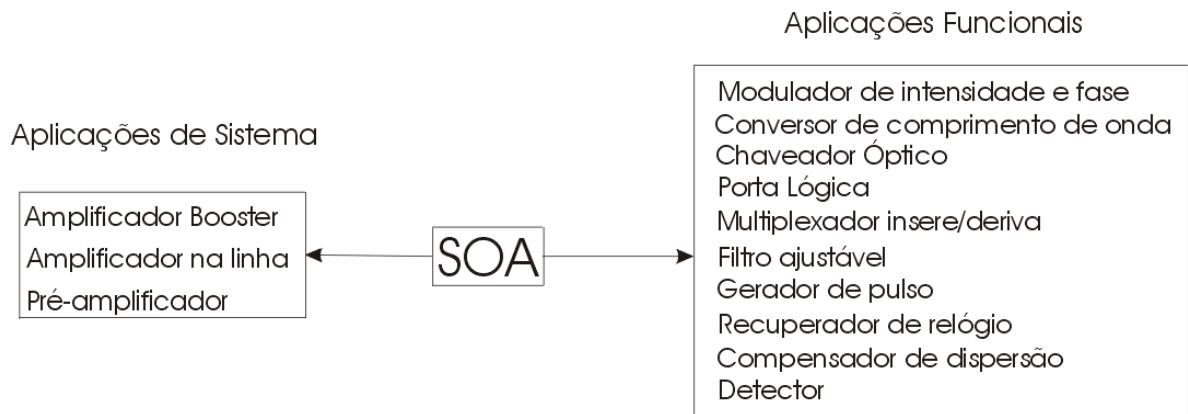 Aplicações Funcionais
Modulador de intensidade e fase
Conversor de comprimento de onda
Chaveador Óptico
Porta Lógica
Multiplexador insere/deriva
Filtro ajustável
Gerador de pulso
Recuperador de relógio
Compensador de dispersão
Detector
Aplicações de Sistema
Amplificador Booster
Amplificador na linha
Pré-amplificador
SOA